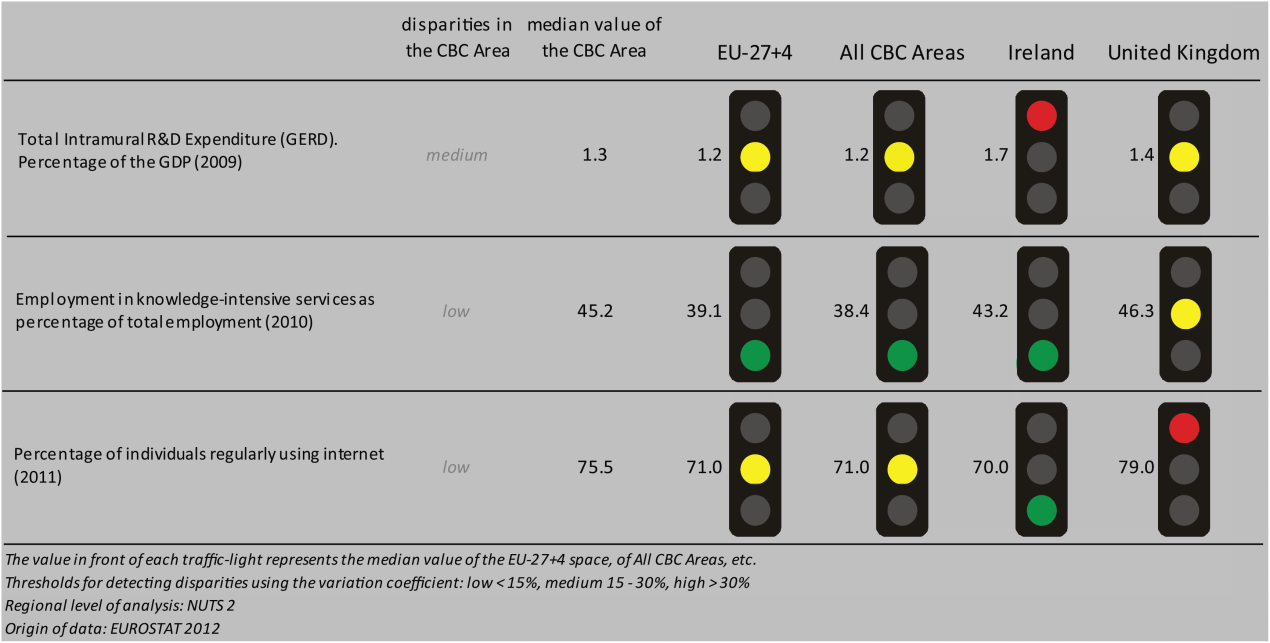 disparities in
the CBC Area
median value of
the CBC Area
EU-27+4
All CBC Areas
Ireland
United Kingdom
Total Intramural R&D Expenditure (GERD).
Percentage of the GDP (2009)
medium
1.3
1.2
1.2
1.7
1.4
Employment in knowledge-intensive services as
percentage of total employment (2010)
low
45.2
39.1
38.4
43.2
46.3
Percentage of individuals regularly using internet
(2011)
low
75.5
71.0
71.0
70.0
79.0
The value in front of each traffic-light represents the median value of the EU-27+4 space, of All CBC Areas, etc.
Thresholds for detecting disparities using the variation coefficient: low < 15%, medium 15 - 30%, high > 30%
Regional level of analysis: NUTS 2
Origin of data: EUROSTAT 2012